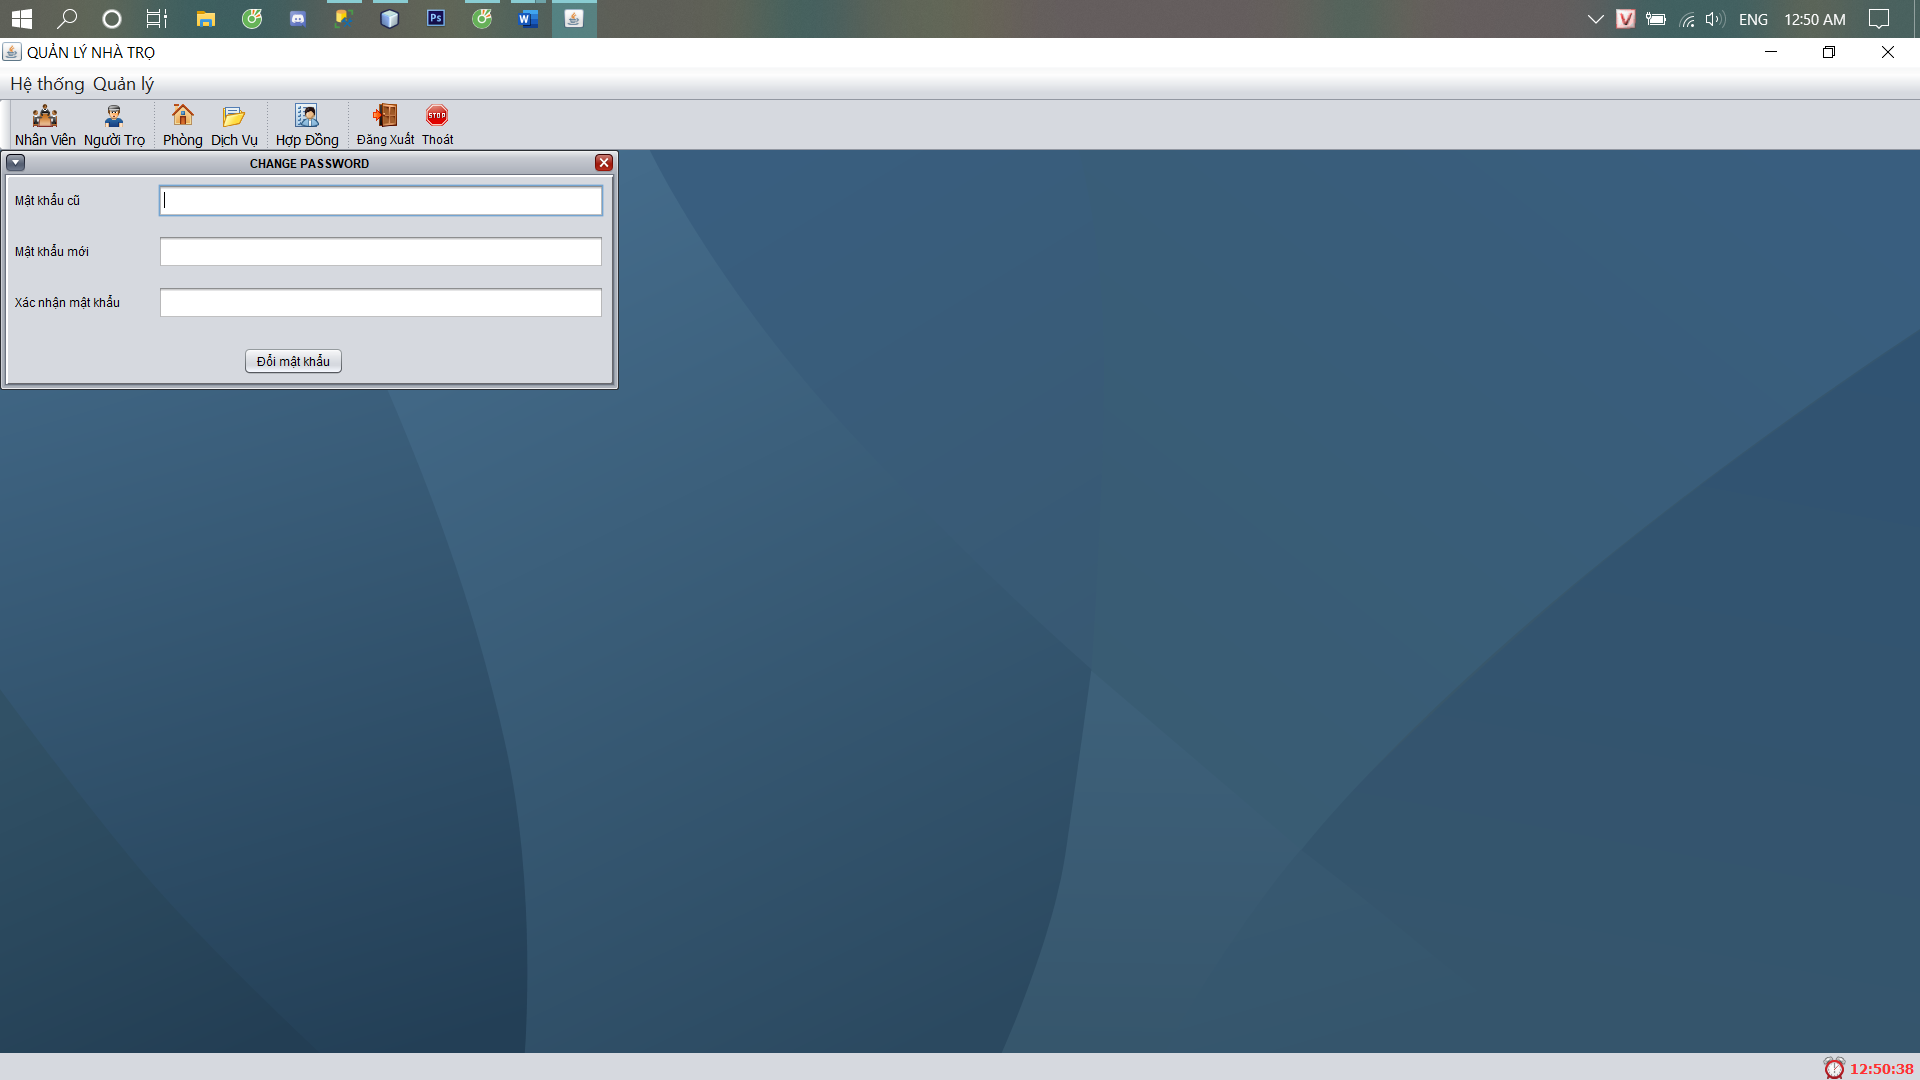 ENG 12:50 AM
QUẢN LÝ NHÀ TRỌ
Hệ thống Quản lý
Nhân Viên Người Trọ Phòng Dịch Vụ Hợp Đồng Đăng Xuất Thoát
CHANGE PASSWORD
Mật khẩu cũ
Mật khẩu mới
Xác nhận mật khẩu
Đổi mật khẩu
12:50:38